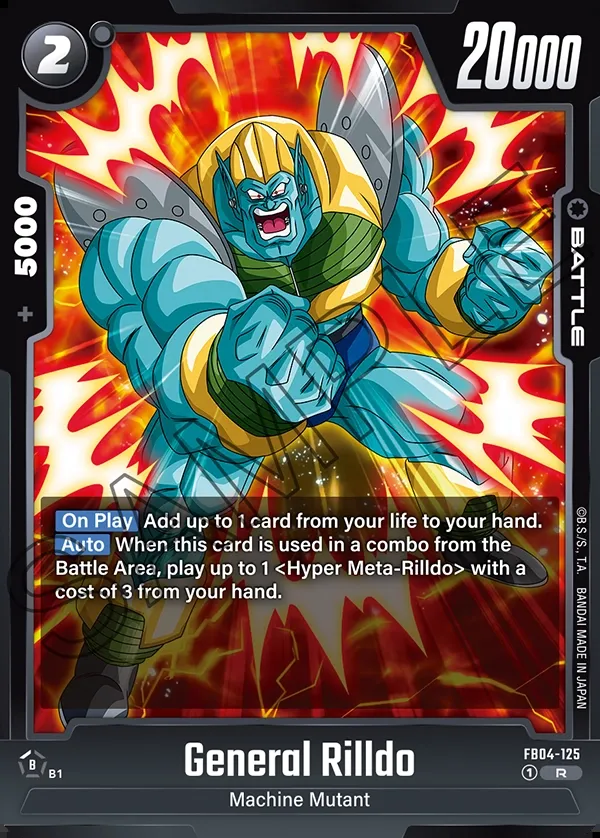 2
20000
+ 5000
BATTLE
SAMPLE
On Play Add up to 1 card from your life to your hand.
Auto When this card is used in a combo from the
Battle Area, play up to 1 <Hyper Meta-Rilldo> with a
cost of 3 from your hand.
©B.S./S., T.A. BANDAI MADE IN JAPAN
B B1
General Rilldo
FB04-125
1 R
Machine Mutant